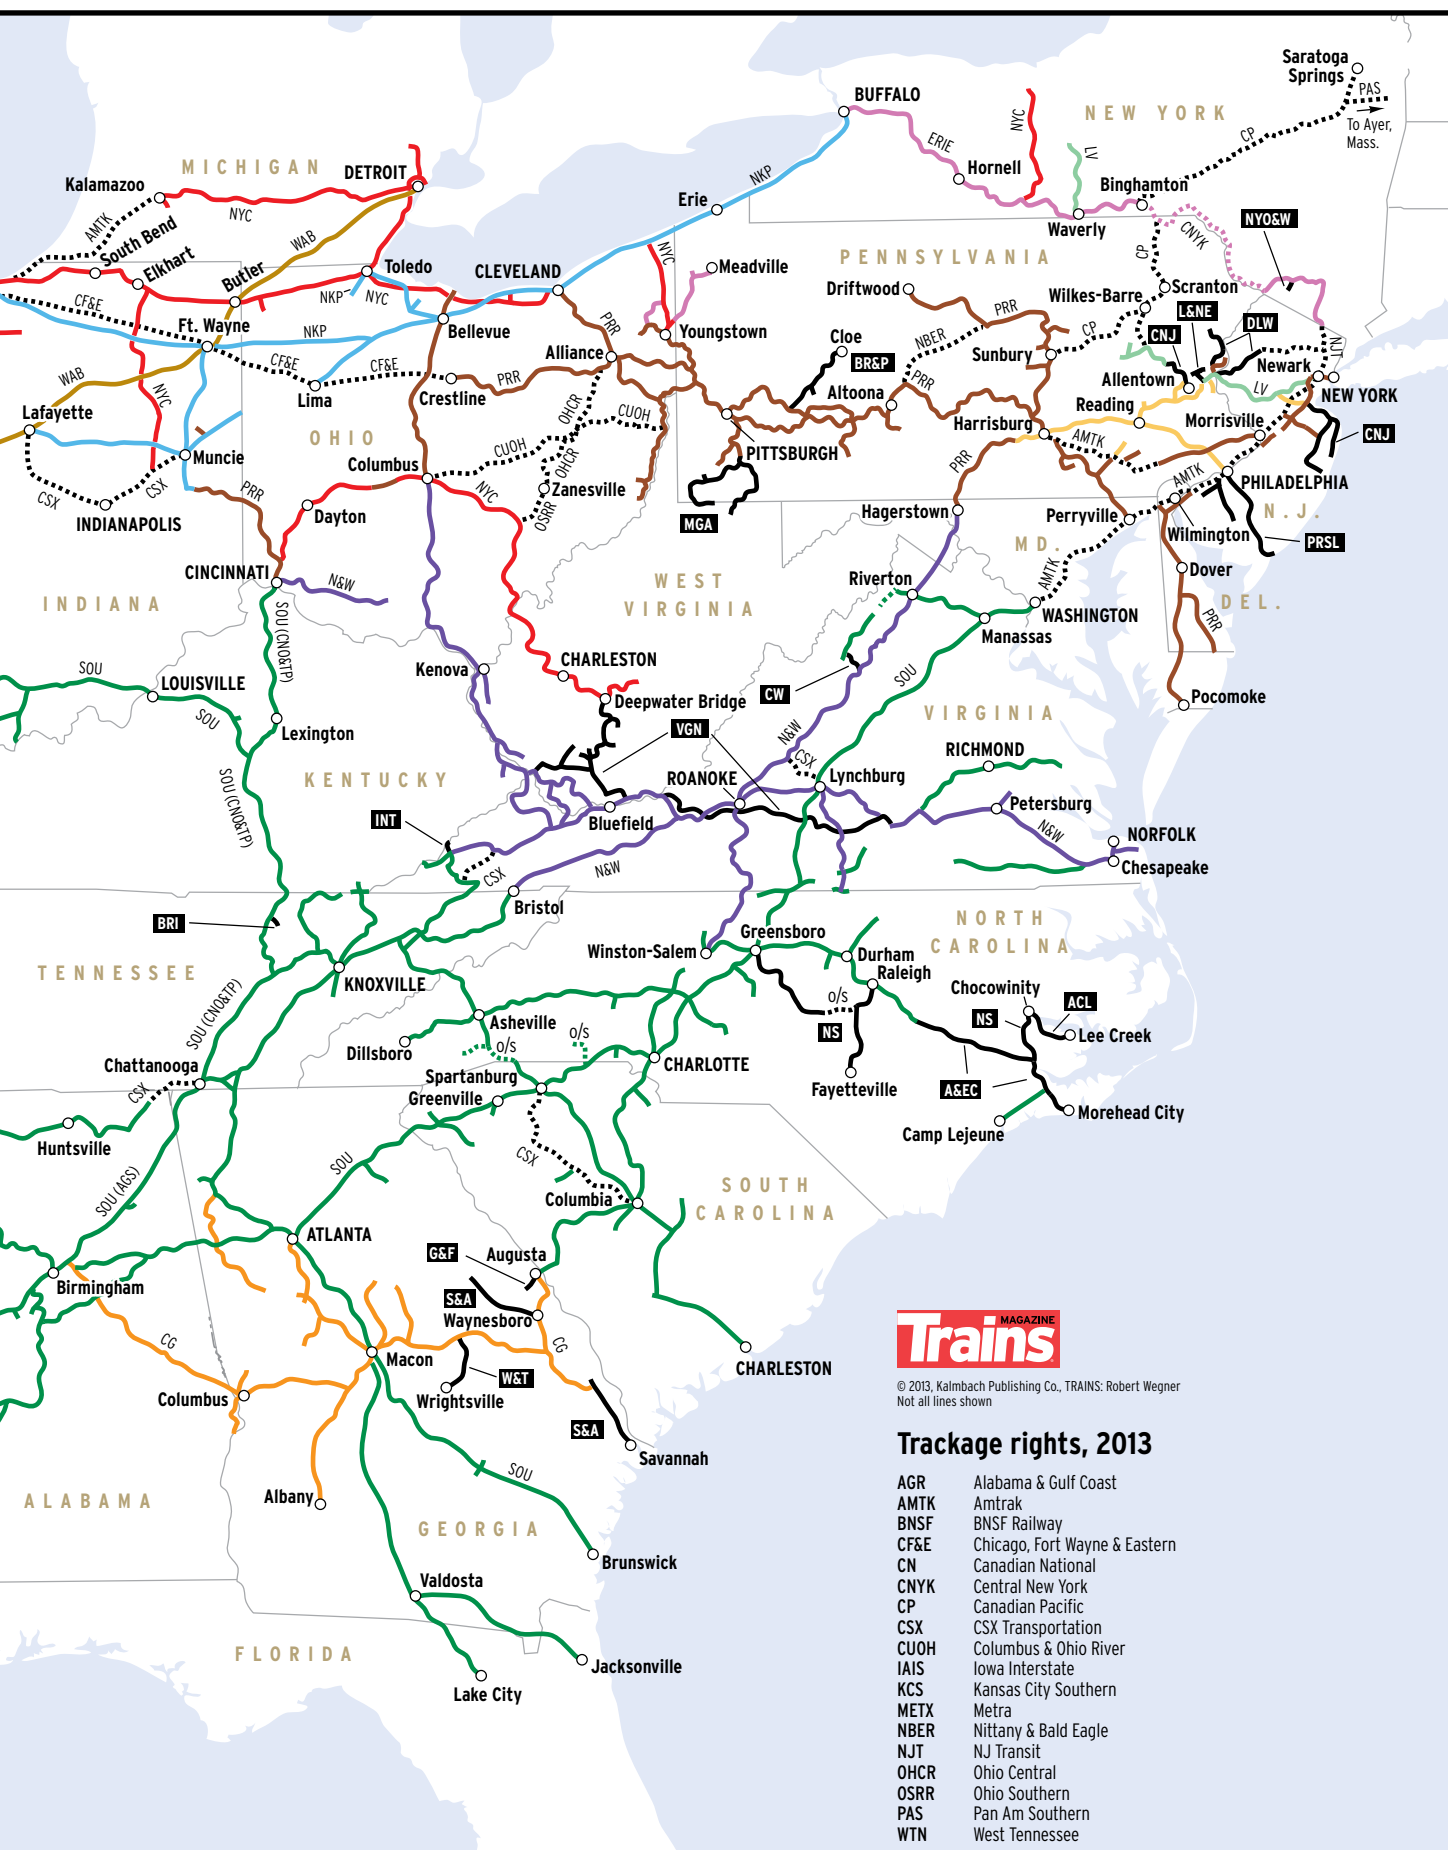 Saratoga
Springs
PAS
To Ayer,
Mass.
BUFFALO
NEW YORK
NYC
CP
ERIE
LV
Hornell
MICHIGAN
DETROIT
Kalamazoo
NYC
AMTK
NKP
Erie
Binghamton
Waverly
NYO&W
CNYK
South Bend
WAB
Elkhart
Butler
Toledo
CLEVELAND
NYC
Meadville
PENNSYLVANIA
CP
Driftwood
Wilkes-Barre
Scranton
L&NE
CF&E
NKP
NYC
Ft. Wayne
NKP
Bellevue
PRR
Youngstown
Cloe
BR&P
NBER
PRR
Sunbury
CP
CNJ
DLW
Newark
NJT
Alliance
CF&E
CF&E
PRR
Altoona
PRR
Allentown
LV
NEW YORK
WAB
NYC
Lima
Crestline
OHCR
CUOH
Reading
Morrisville
CNJ
Lafayette
OHIO
CUOH
Harrisburg
AMTK
Muncie
Columbus
OHCR
PITTSBURGH
PRR
AMTK
PHILADELPHIA
CSX
CSX
PRR
NYC
Zanesville
OSRR
N.J.
INDIANAPOLIS
Dayton
MGA
Hagerstown
Perryville
Wilmington
PRSL
MD.
CINCINNATI
N&W
WEST
VIRGINIA
Riverton
AMTK
Dover
INDIANA
SOU (CNO&TP)
WASHINGTON
Manassas
DEL.
PRR
SOU
LOUISVILLE
Kenova
CHARLESTON
SOU
CW
Pocomoke
SOU
Deepwater Bridge
Lexington
VGN
N&W
VIRGINIA
KENTUCKY
SOU (CNO&TP)
ROANOKE
CSX
Lynchburg
RICHMOND
INT
Bluefield
Petersburg
N&W
NORFOLK
Chesapeake
CSX
N&W
BRI
Bristol
NORTH
CAROLINA
Winston-Salem
Greensboro
TENNESSEE
KNOXVILLE
Durham
Raleigh
SOU (CNO&TP)
o/s
Chocowinity
ACL
NS
NS
Lee Creek
Asheville
Dillsboro
o/s
o/s
Chattanooga
CHARLOTTE
Spartanburg
Fayetteville
A&EC
CSX
Greenville
Morehead City
Huntsville
Camp Lejeune
CSX
SOU
SOU (AGS)
SOUTH
CAROLINA
Columbia
ATLANTA
G&F
Augusta
Birmingham
S&A
Waynesboro
CG
CG
Macon
W&T
CHARLESTON
Columbus
Wrightsville
S&A
Savannah
SOU
Albany
ALABAMA
GEORGIA
Brunswick
Valdosta
FLORIDA
Jacksonville
Lake City
MAGAZINE
Trains
© 2013, Kalmbach Publishing Co., TRAINS: Robert Wegner
Not all lines shown
Trackage rights, 2013
AGR Alabama & Gulf Coast
AMTK Amtrak
BNSF BNSF Railway
CF&E Chicago, Fort Wayne & Eastern
CN Canadian National
CNYK Central New York
CP Canadian Pacific
CSX CSX Transportation
CUOH Columbus & Ohio River
IAIS Iowa Interstate
KCS Kansas City Southern
METX Metra
NBER Nittany & Bald Eagle
NJT NJ Transit
OHCR Ohio Central
OSRR Ohio Southern
PAS Pan Am Southern
WTN West Tennessee